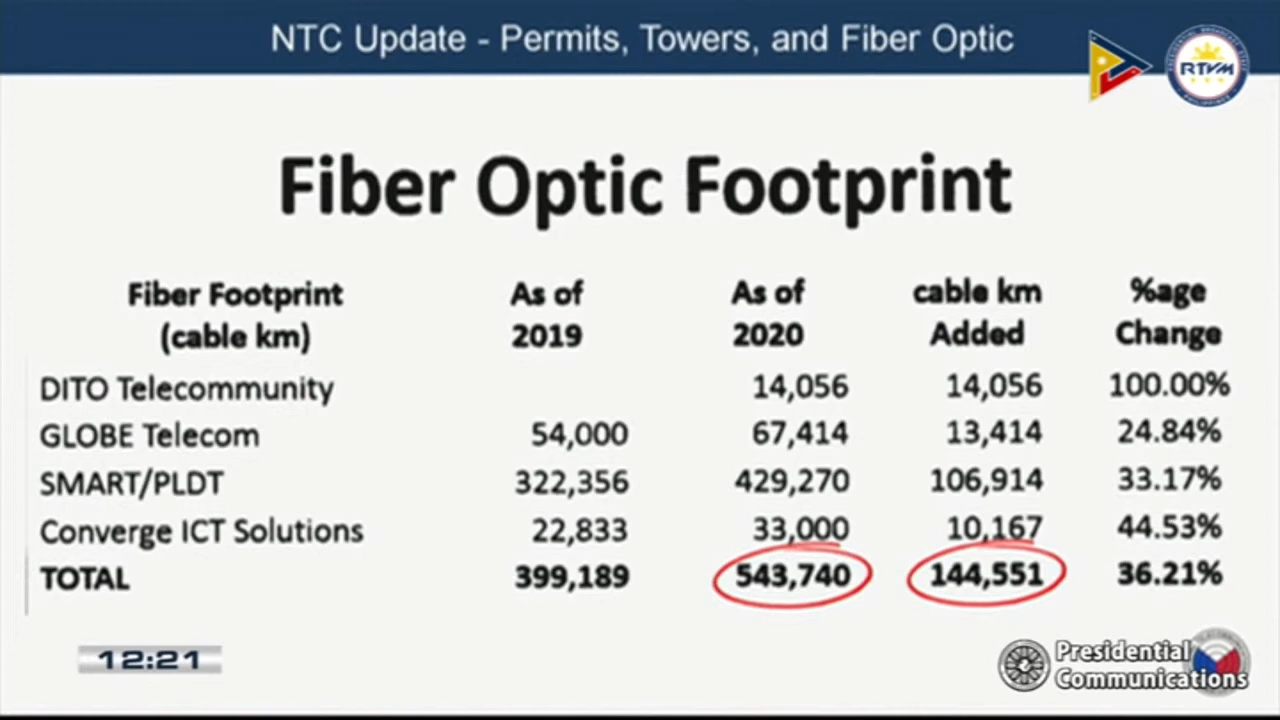 NTC Update - Permits, Towers, and Fiber Optic
RTVM
Fiber Optic Footprint
Fiber Footprint (cable km) As of 2019 As of 2020 cable km Added %age Change
DITO Telecommunity 14,056 14,056 100.00%
GLOBE Telecom 54,000 67,414 13,414 24.84%
SMART/PLDT 322,356 429,270 106,914 33.17%
Converge ICT Solutions 22,833 33,000 10,167 44.53%
TOTAL 399,189 543,740 144,551 36.21%
12:21
Presidential
Communications